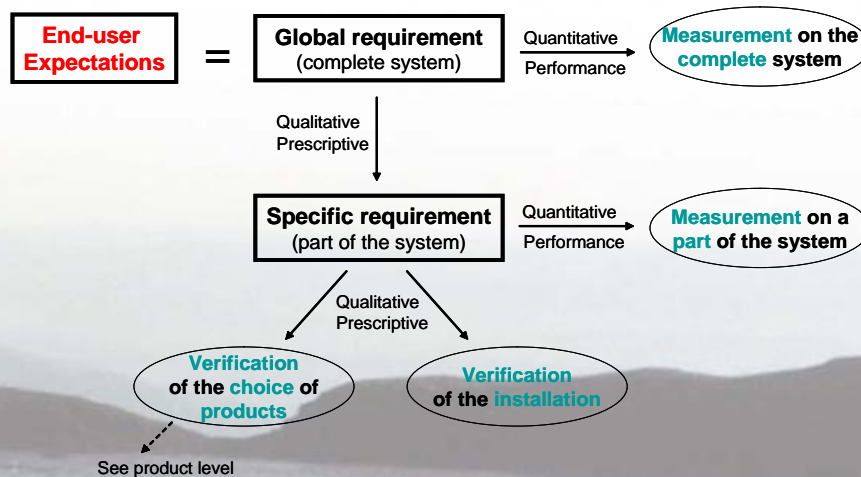 End-user
Expectations
=
Global requirement
(complete system)
Quantitative
Performance
Measurement on the
complete system
Qualitative
Prescriptive
Specific requirement
(part of the system)
Quantitative
Performance
Measurement on a
part of the system
Qualitative
Prescriptive
Verification
of the choice of
products
Verification
of the installation
See product level